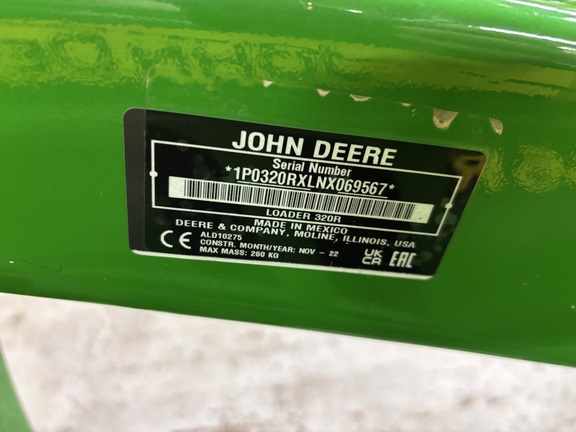 JOHN DEERE
Serial Number
*1P0320RXLNX069567*
LOADER 320R
MADE IN MEXICO
DEERE & COMPANY, MOLINE, ILLINOIS, USA
ALD10275
CONSTR. MONTH/YEAR: NOV - 22
MAX MASS: 260 KG
CE
UK
CA
EAC